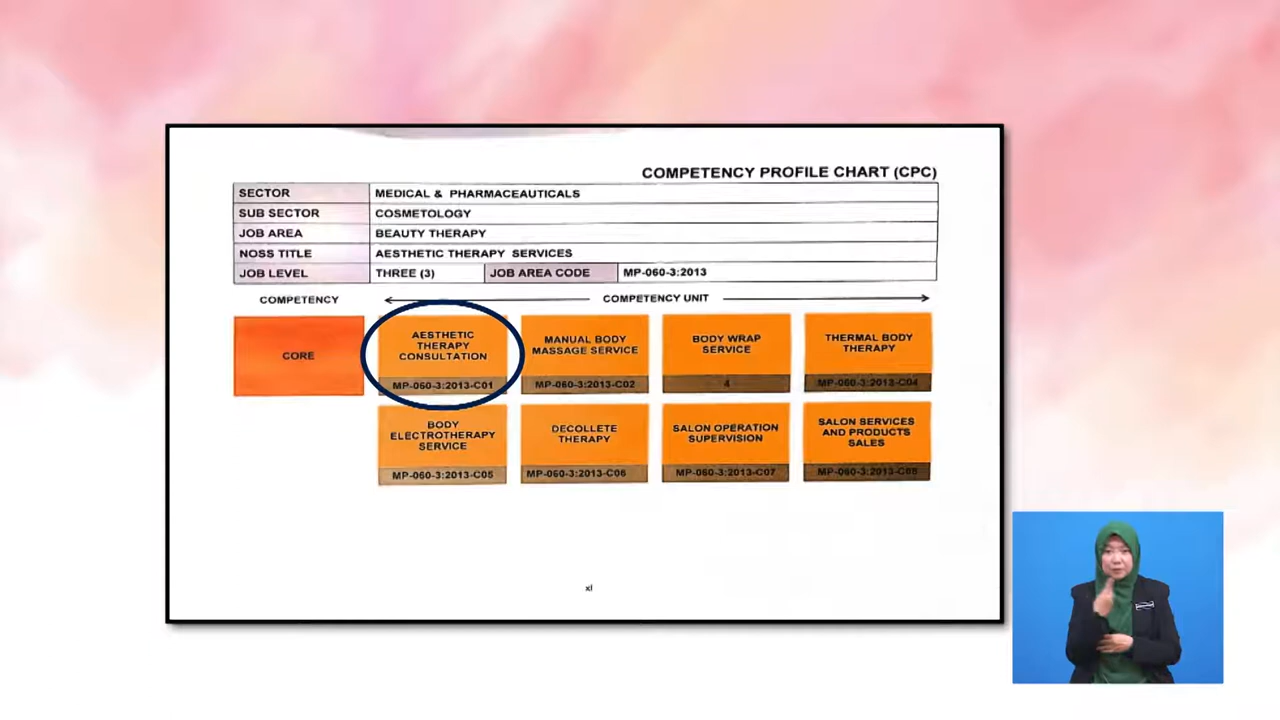 COMPETENCY PROFILE CHART (CPC)
SECTOR MEDICAL & PHARMACEUTICALS
SUB SECTOR COSMETOLOGY
JOB AREA BEAUTY THERAPY
NOSS TITLE AESTHETIC THERAPY SERVICES
JOB LEVEL THREE (3) JOB AREA CODE MP-060-3:2013
COMPETENCY COMPETENCY UNIT
CORE
AESTHETIC
THERAPY
CONSULTATION
MP-060-3:2013-C01
MANUAL BODY
MASSAGE SERVICE
MP-060-3:2013-C02
BODY WRAP
SERVICE
4
THERMAL BODY
THERAPY
MP-060-3:2013-C04
BODY
ELECTROTHERAPY
SERVICE
MP-060-3:2013-C05
DECOLLETE
THERAPY
MP-060-3:2013-C06
SALON OPERATION
SUPERVISION
MP-060-3:2013-C07
SALON SERVICES
AND PRODUCTS
SALES
MP-060-3:2013-C08
xl